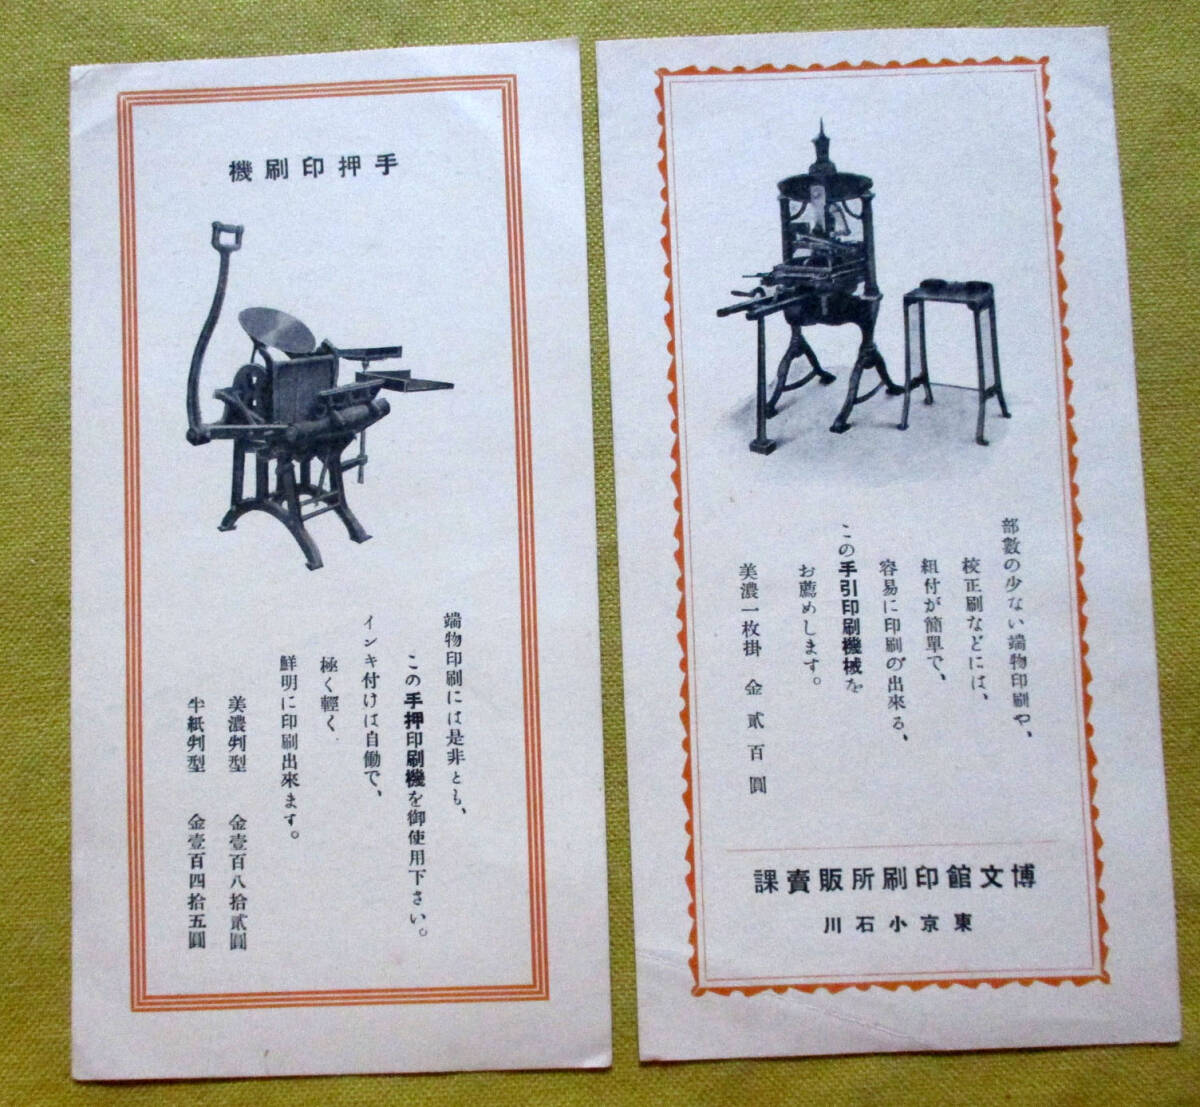 機刷印押手
端物印刷には是非とも、
この手押印刷機を御使用下さい。
インキ付けは自働で、
極く輕く、
鮮明に印刷出來ます。
美濃判型　金壹百八拾貳圓
半紙判型　金壹百四拾五圓
部數の少ない端物印刷や、
校正刷などには、
組付が簡單で、
容易に印刷の出來る、
この手引印刷機械を
お薦めします。
美濃一枚掛　金貳百圓
課賣販所刷印館文博
川石小京東